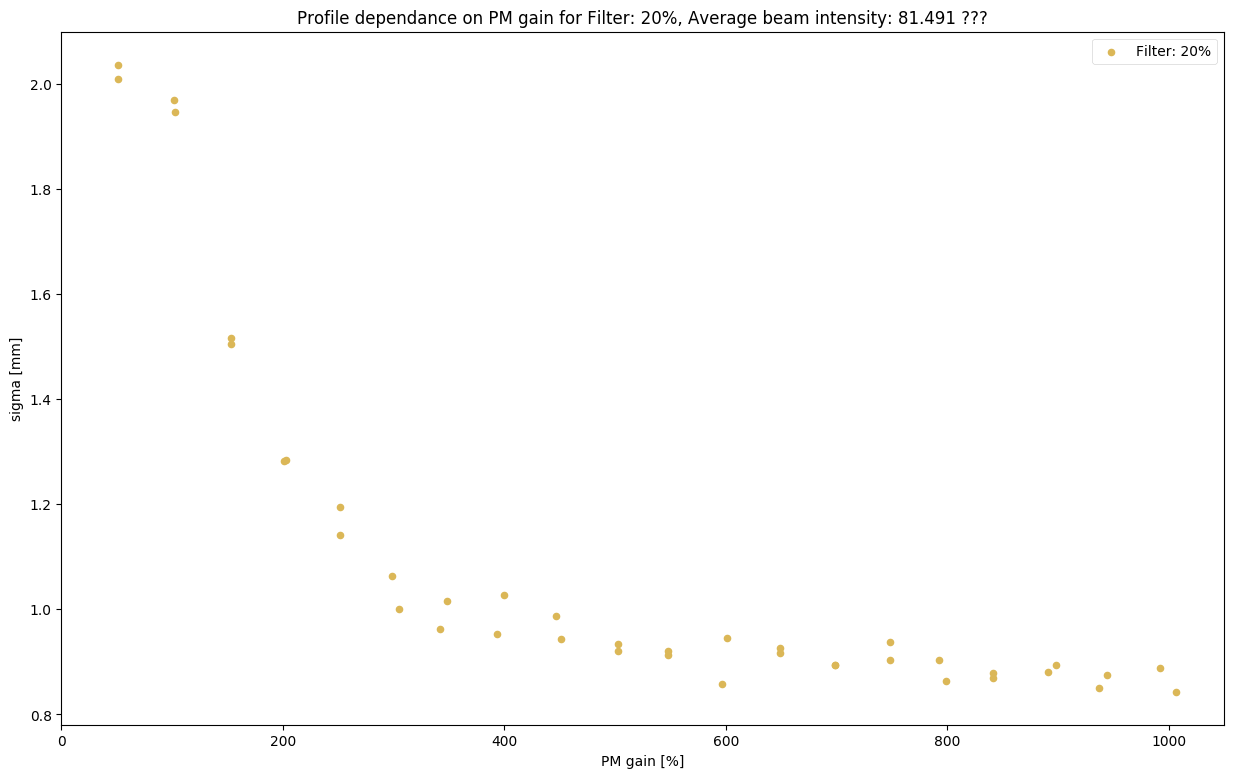 Profile dependance on PM gain for Filter: 20%, Average beam intensity: 81.491 ???
Filter: 20%
2.0
1.8
1.6
1.4
1.2
1.0
0.8
sigma [mm]
0 200 400 600 800 1000
PM gain [%]